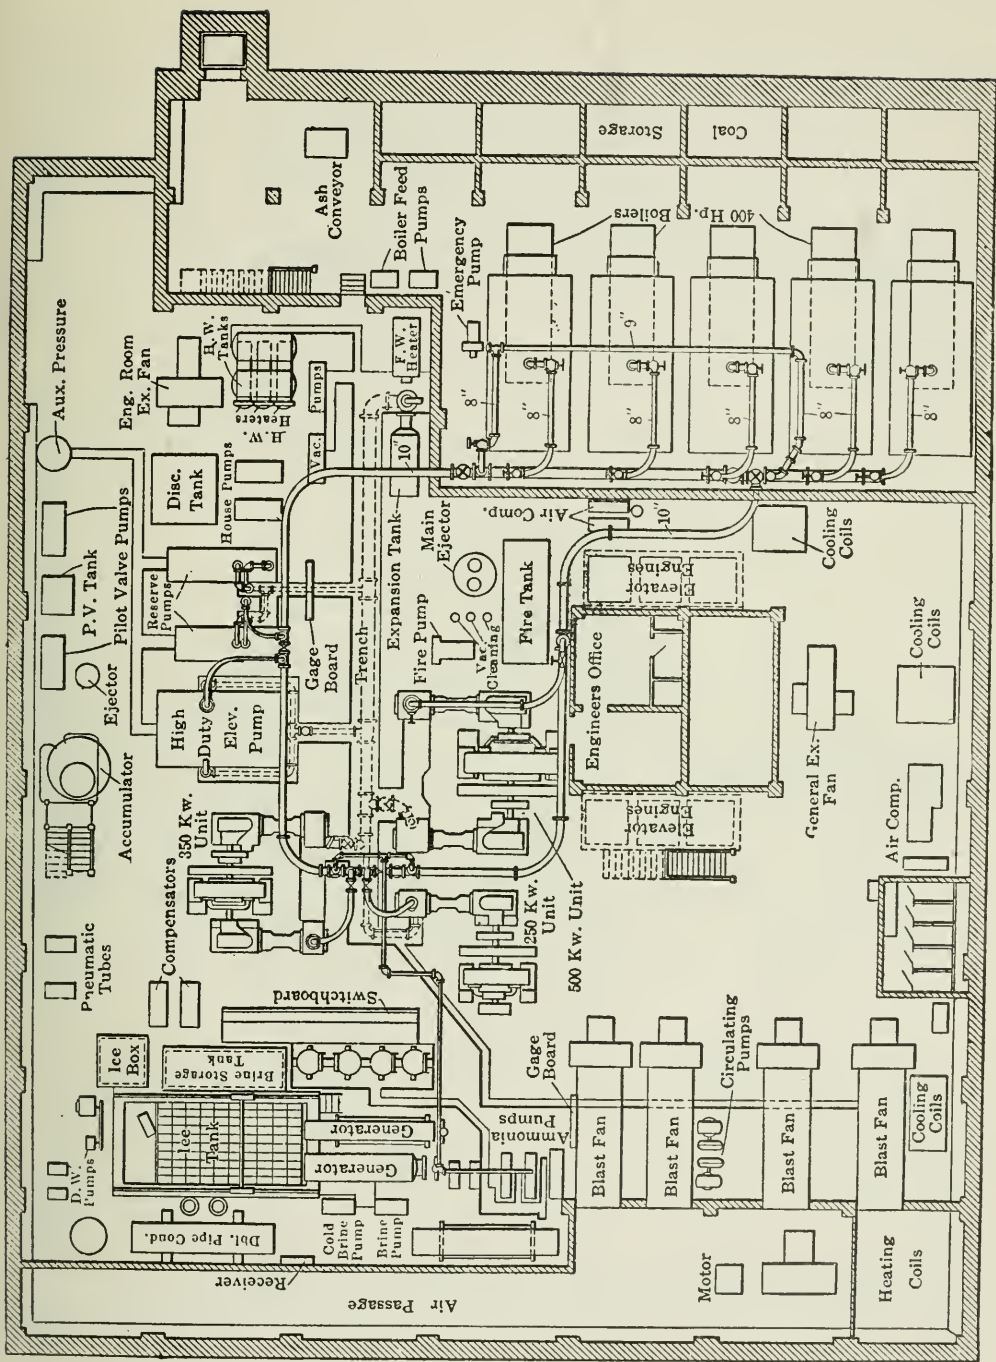 Aux. Pressure
Pilot Valve Pumps
P.V. Tank
Ejector
Accumulator
Pneumatic
Tubes
Compensators
350 Kw.
Unit
Eng. Room
Ex. Fan
H.W.
Tanks
H.W.
Heaters
Disc.
Tank
House Pumps
Reserve
Pumps
High
Duty
Elev.
Pump
Gage
Board
Vac.
Pumps
F.W.
Heater
Ash
Conveyor
Boiler Feed
Pumps
Emergency
Pump
Coal
Storage
400 Hp. Boilers
8"
8"
8"
8"
8"
8"
9"
10"
10"
Expansion Tank
Trench
Main
Ejector
Fire Pump
Vac.
Cleaning
Fire Tank
Air Comp.
Elevator
Engines
Cooling
Coils
Engineers Office
Elevator
Engines
General Ex.
Fan
Cooling
Coils
Air Comp.
250 Kw.
Unit
500 Kw. Unit
Switchboard
Ice
Box
Brine Storage
Tank
Ice
Tank
D.W.
Pumps
Generator
Generator
Dbl. Pipe Cond.
Cold
Brine
Pump
Brine
Pump
Receiver
Air Passage
Ammonia
Pumps
Gage
Board
Circulating
Pumps
Blast Fan
Blast Fan
Blast Fan
Blast Fan
Cooling
Coils
Motor
Heating
Coils